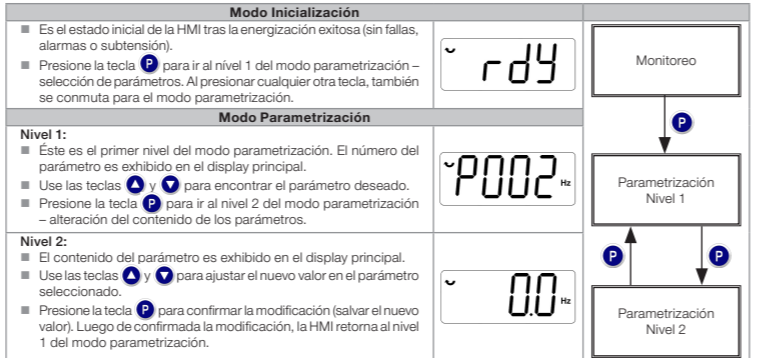 Modo Inicialización
■ Es el estado inicial de la HMI tras la energización exitosa (sin fallas,
alarmas o subtensión).
■ Presione la tecla P para ir al nível 1 del modo parametrización –
selección de parámetros. Al presionar cualquier otra tecla, también
se conmuta para el modo parametrización.
rdy
Modo Parametrización
Nivel 1:
■ Éste es el primer nivel del modo parametrización. El número del
parámetro es exhibido en el display principal.
■ Use las teclas y para encontrar el parámetro deseado.
■ Presione la tecla P para ir al nivel 2 del modo parametrización
– alteración del contenido de los parámetros.
P002 Hz
Nivel 2:
■ El contenido del parámetro es exhibido en el display principal.
■ Use las teclas y para ajustar el nuevo valor en el parámetro
seleccionado.
■ Presione la tecla P para confirmar la modificación (salvar el nuevo
valor). Luego de confirmada la modificación, la HMI retorna al nivel
1 del modo parametrización.
0.0 Hz
Monitoreo
P
Parametrización
Nivel 1
P
P
Parametrización
Nivel 2